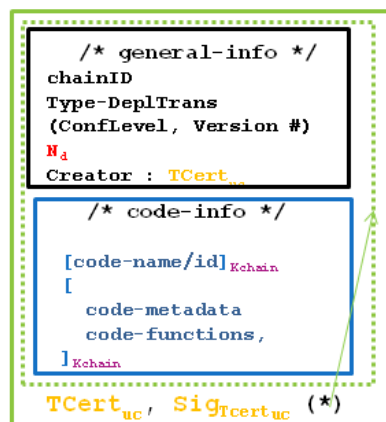 /* general-info */
chainID
Type-DeplTrans
(ConfLevel, Version #)
Nd
Creator : TCertuc
/* code-info */
[code-name/id]Kchain
[
code-metadata
code-functions,
]Kchain
TCertuc, SigTcertuc (*)